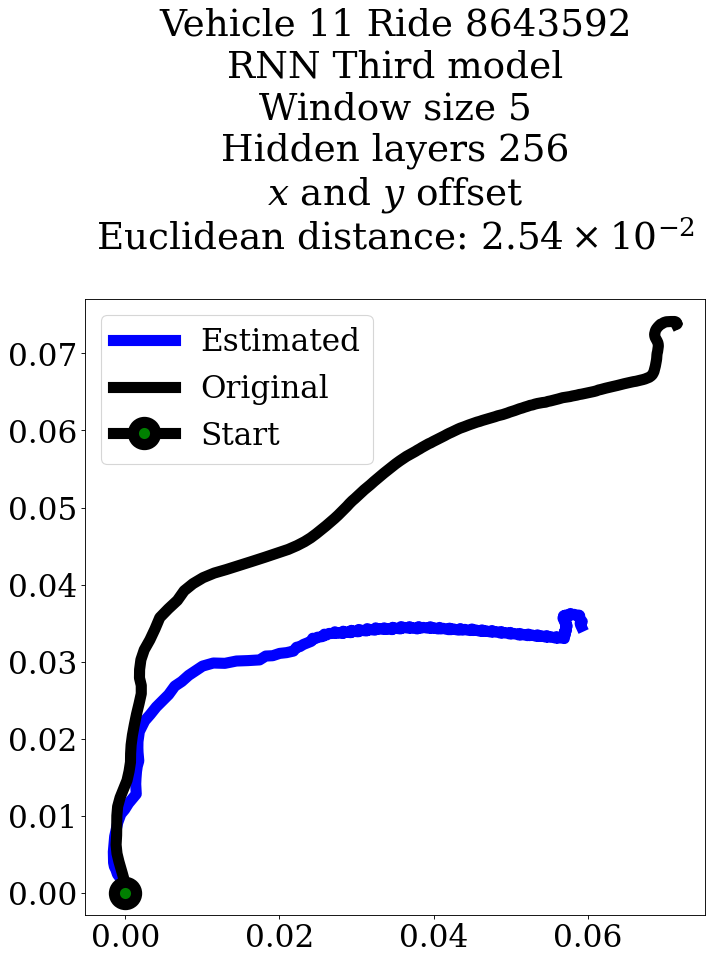 Vehicle 11 Ride 8643592
RNN Third model
Window size 5
Hidden layers 256
x and y offset
Euclidean distance: 2.54 × 10⁻²
Estimated
Original
Start
0.07
0.06
0.05
0.04
0.03
0.02
0.01
0.00
0.00 0.02 0.04 0.06